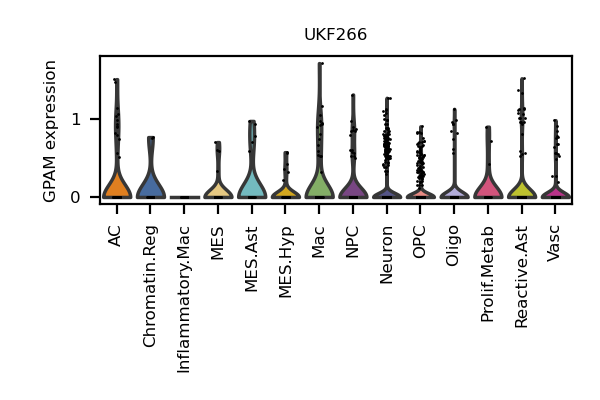 UKF266
GPAM expression
1
0
AC
Chromatin.Reg
Inflammatory.Mac
MES
MES.Ast
MES.Hyp
Mac
NPC
Neuron
OPC
Oligo
Prolif.Metab
Reactive.Ast
Vasc